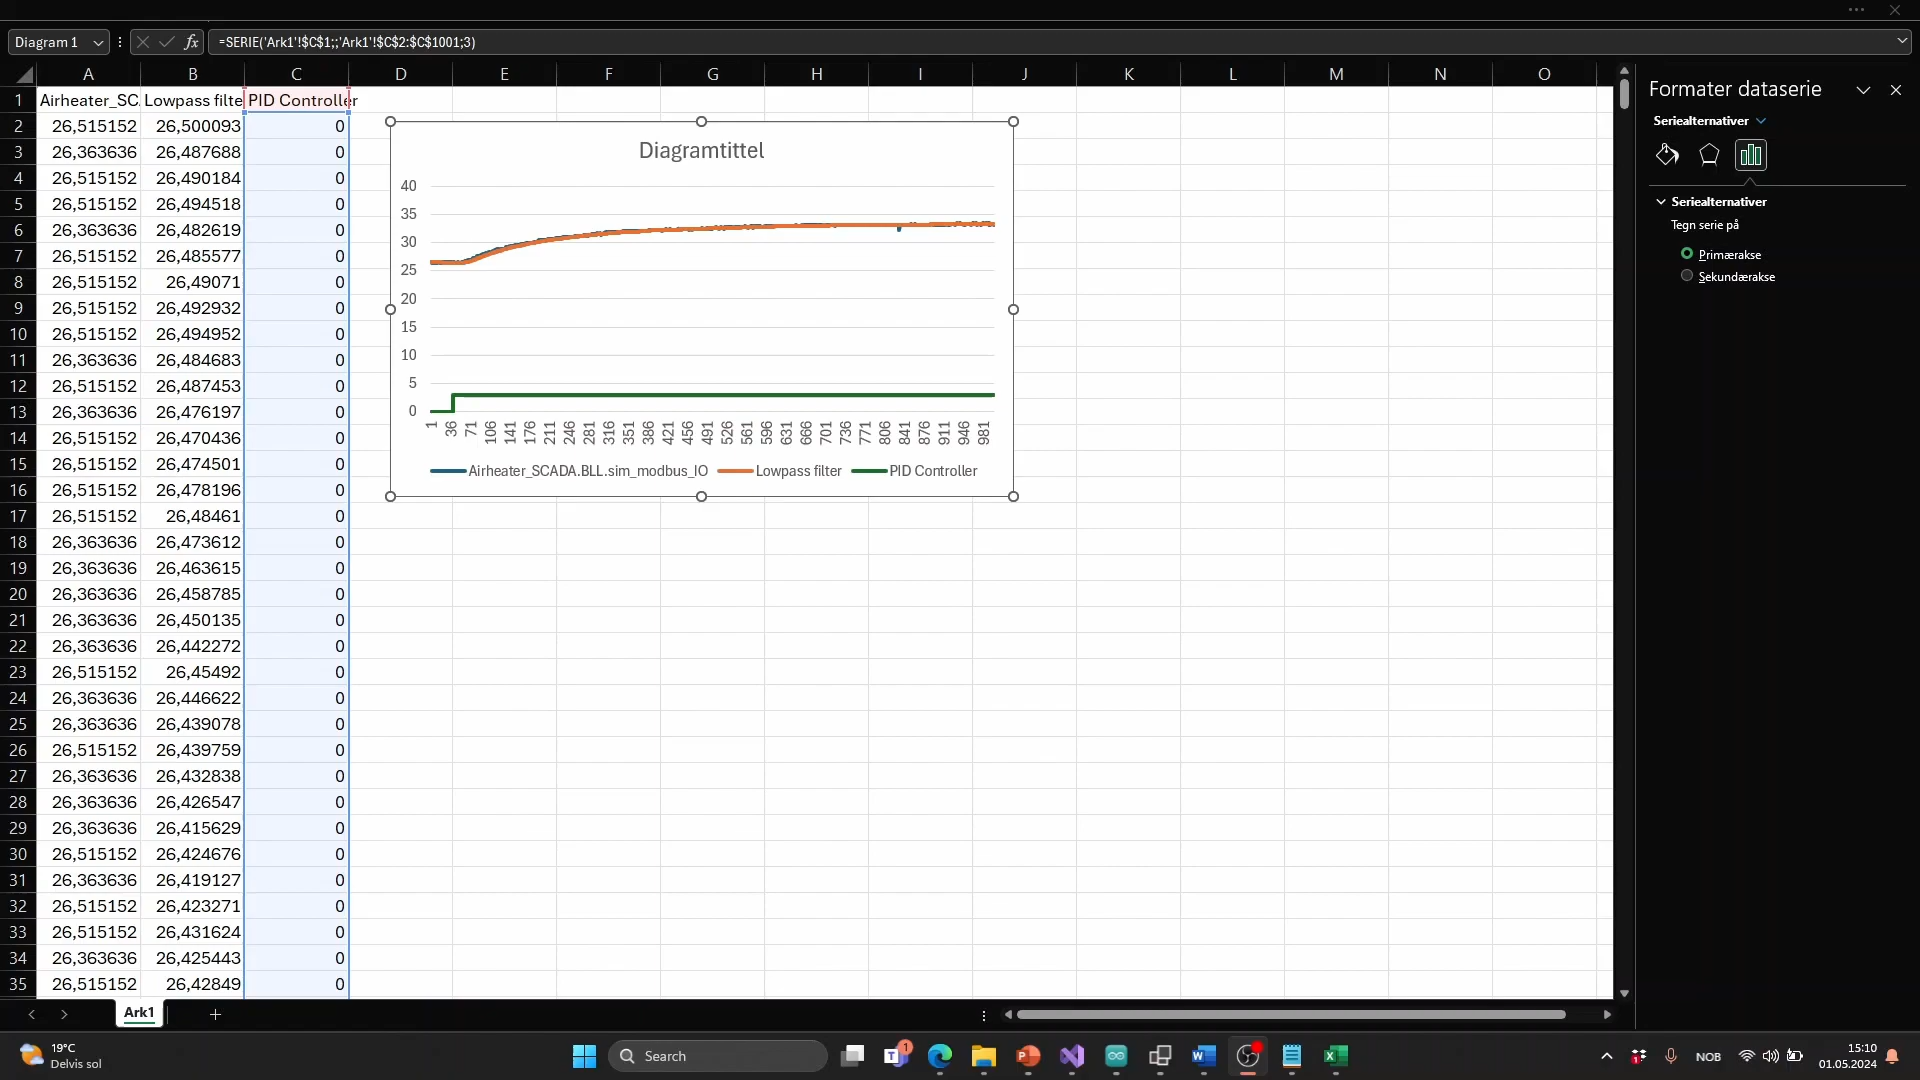 Diagram 1
fx
=SERIE('Ark1'!$C$1;;'Ark1'!$C$2:$C$1001;3)
A B C D E F G H I J K L M N O
1 Airheater_SC Lowpass filte PID Controller
2 26,515152 26,500093 0
3 26,363636 26,487688 0
4 26,515152 26,490184 0
5 26,515152 26,494518 0
6 26,363636 26,482619 0
7 26,515152 26,485577 0
8 26,515152 26,49071 0
9 26,515152 26,492932 0
10 26,515152 26,494952 0
11 26,363636 26,484683 0
12 26,515152 26,487453 0
13 26,363636 26,476197 0
14 26,515152 26,470436 0
15 26,515152 26,474501 0
16 26,515152 26,478196 0
17 26,515152 26,48461 0
18 26,363636 26,473612 0
19 26,363636 26,463615 0
20 26,363636 26,458785 0
21 26,363636 26,450135 0
22 26,363636 26,442272 0
23 26,515152 26,45492 0
24 26,363636 26,446622 0
25 26,363636 26,439078 0
26 26,515152 26,439759 0
27 26,363636 26,432838 0
28 26,363636 26,426547 0
29 26,363636 26,415629 0
30 26,515152 26,424676 0
31 26,363636 26,419127 0
32 26,515152 26,423271 0
33 26,515152 26,431624 0
34 26,363636 26,425443 0
35 26,515152 26,42849 0
Diagramtittel
40
35
30
25
20
15
10
5
0
1 36 71 106 141 176 211 246 281 316 351 386 421 456 491 526 561 596 631 666 701 736 771 806 841 876 911 946 981
Airheater_SCADA.BLL.sim_modbus_IO Lowpass filter PID Controller
Formater dataserie
Seriealternativer
Seriealternativer
Tegn serie på
Primærakse
Sekundærakse
Ark1
19°C
Delvis sol
Search
1
1
NOB
15:10
01.05.2024